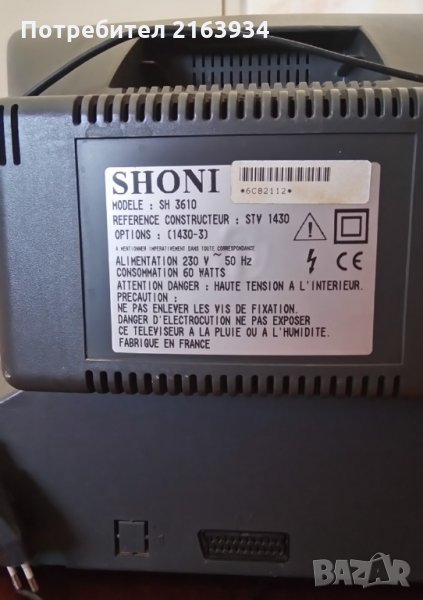 Потребител 2163934
SHONI
*6C82112*
MODELE : SH 3610
REFERENCE CONSTRUCTEUR : STV 1430
OPTIONS : (1430-3)
A MENTIONNER IMPERATIVEMENT DANS TOUTE CORRESPONDANCE
ALIMENTATION 230 V ~ 50 Hz
CONSOMMATION 60 WATTS
CE
ATTENTION DANGER : HAUTE TENSION A L'INTERIEUR.
PRECAUTION :
NE PAS ENLEVER LES VIS DE FIXATION.
DANGER D'ELECTROCUTION NE PAS EXPOSER
CE TELEVISEUR A LA PLUIE OU A L'HUMIDITE.
FABRIQUE EN FRANCE
BAZAR